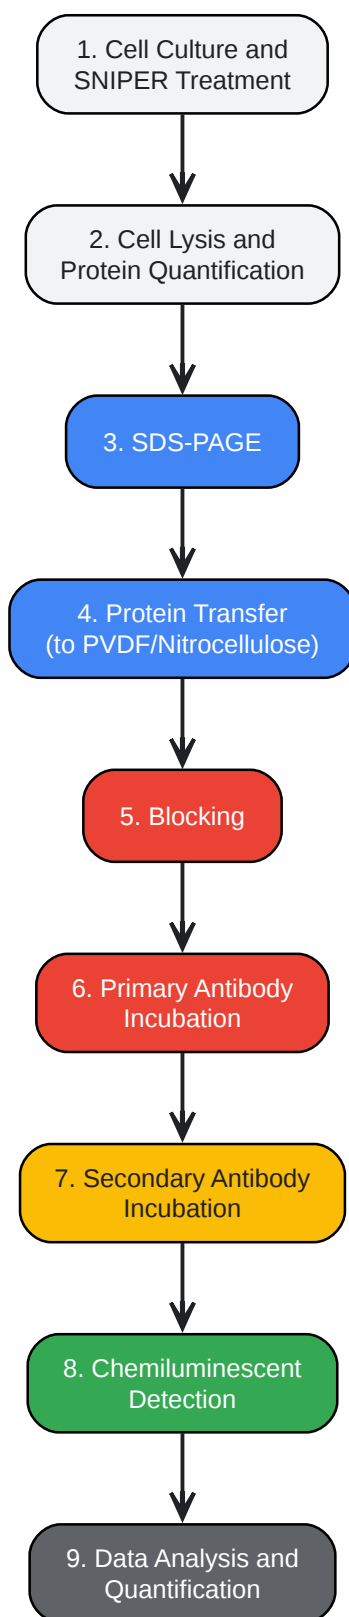 1. Cell Culture and
SNIPER Treatment
2. Cell Lysis and
Protein Quantification
3. SDS-PAGE
4. Protein Transfer
(to PVDF/Nitrocellulose)
5. Blocking
6. Primary Antibody
Incubation
7. Secondary Antibody
Incubation
8. Chemiluminescent
Detection
9. Data Analysis and
Quantification